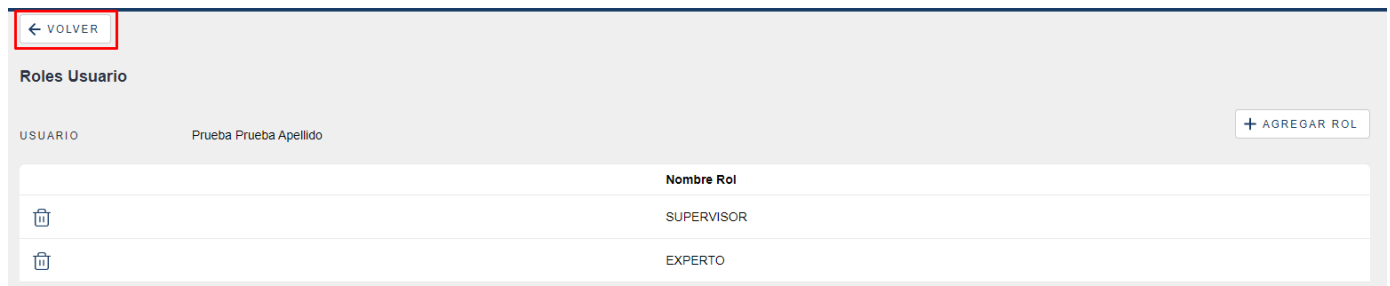 VOLVER
Roles Usuario
USUARIO Prueba Prueba Apellido
AGREGAR ROL
Nombre Rol
SUPERVISOR
EXPERTO